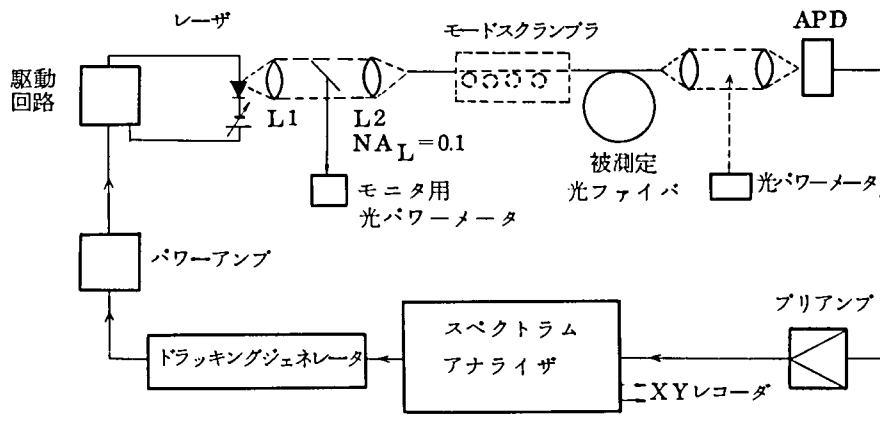 レーザ
モードスクランブラ
APD
駆動
回路
L1
L2
NA_L=0.1
被測定
光ファイバ
モニタ用
光パワーメータ
光パワーメータ
パワーアンプ
プリアンプ
スペクトラム
アナライザ
ドラッキングジェネレータ
XYレコーダ